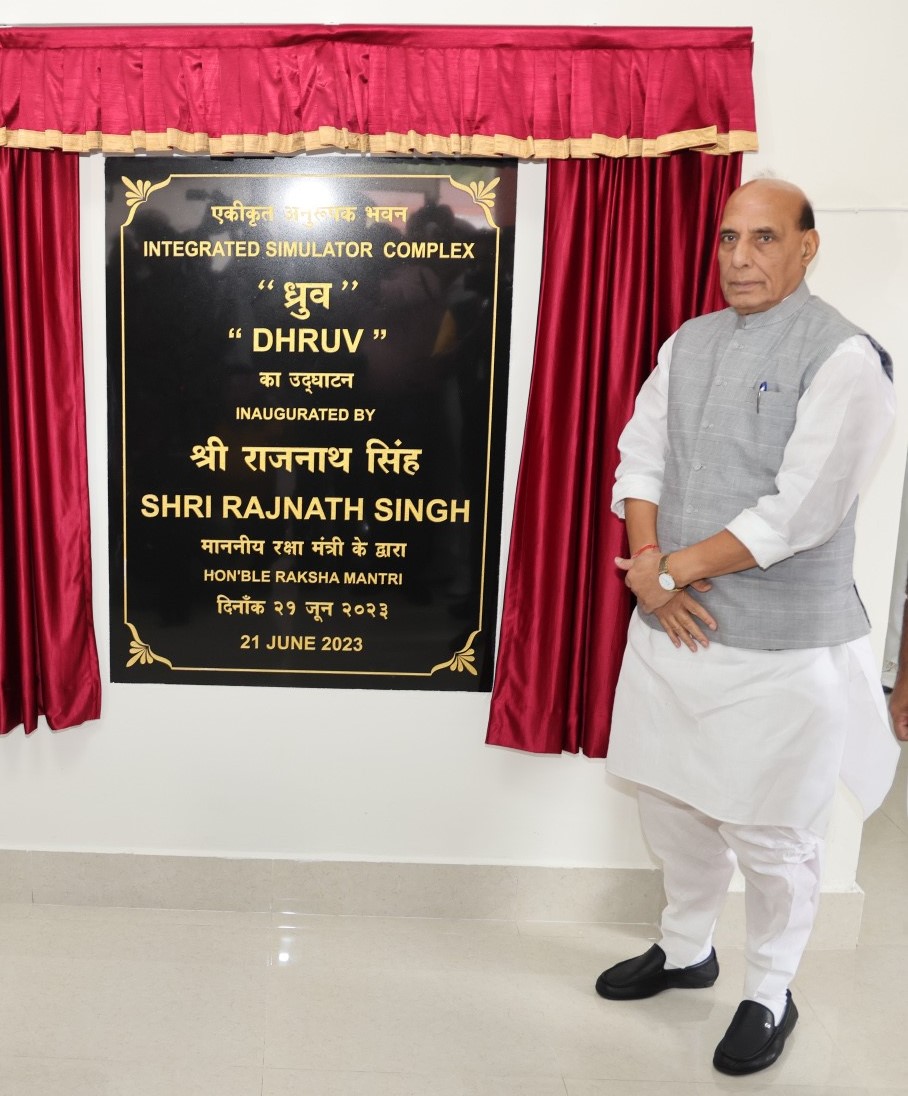 एकीकृत अनुरूपक भवन
INTEGRATED SIMULATOR COMPLEX
“ ध्रुव ”
“ DHRUV ”
का उद्घाटन
INAUGURATED BY
श्री राजनाथ सिंह
SHRI RAJNATH SINGH
माननीय रक्षा मंत्री के द्वारा
HON'BLE RAKSHA MANTRI
दिनाँक २१ जून २०२३
21 JUNE 2023